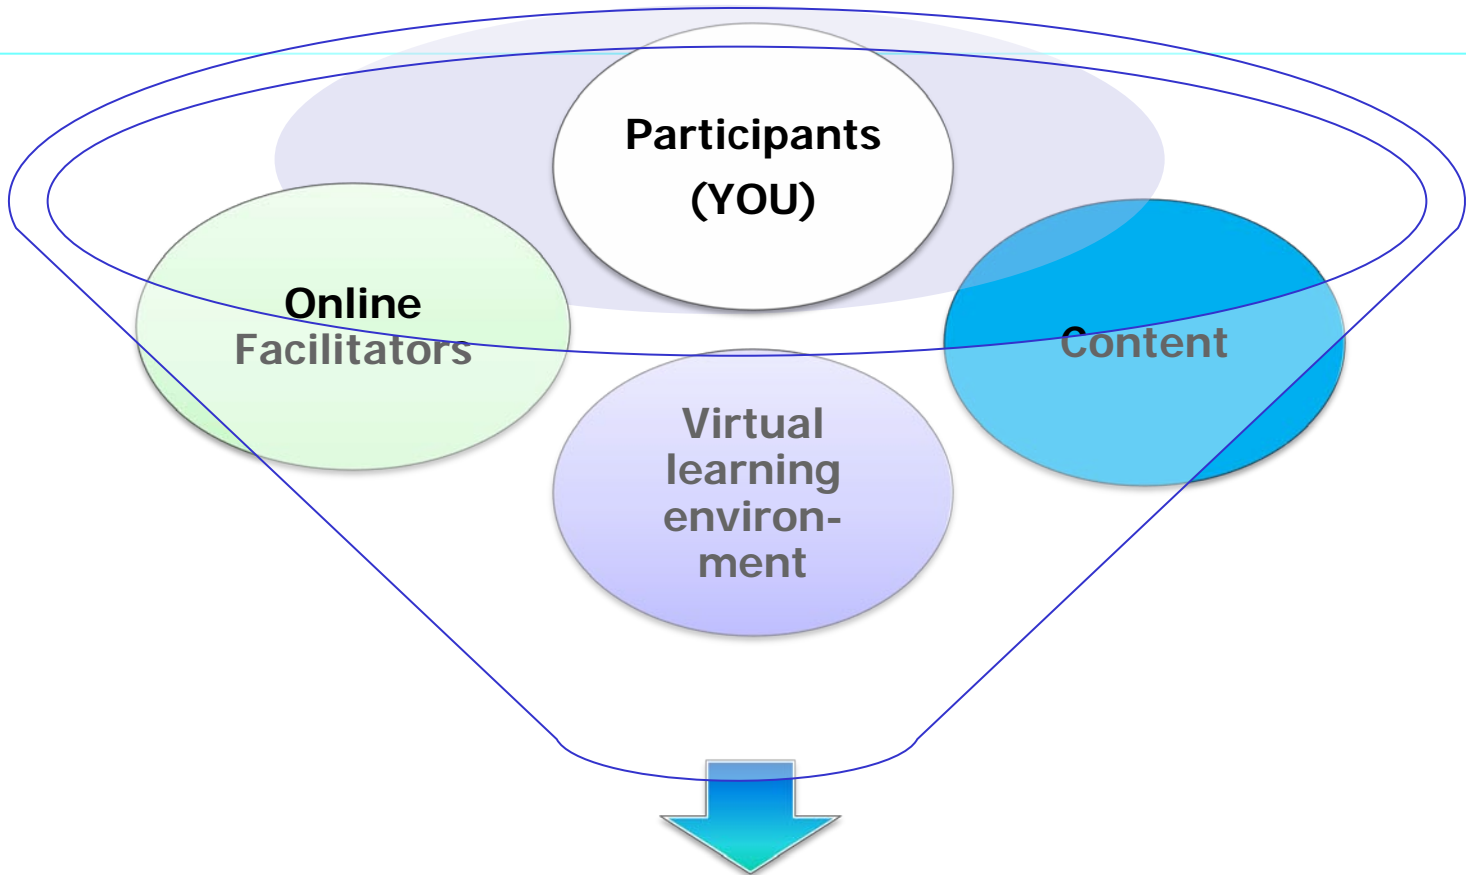 Participants
(YOU)
Online
Facilitators
Content
Virtual
learning
environ-
ment